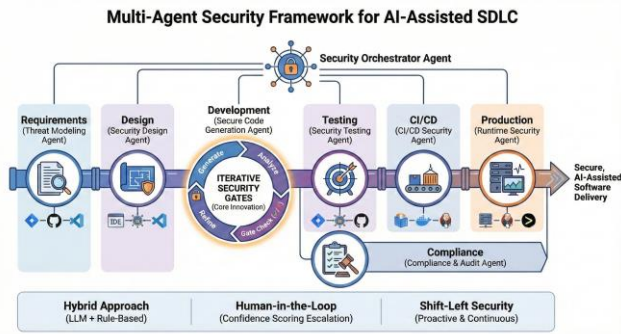 Multi-Agent Security Framework for AI-Assisted SDLC
Security Orchestrator Agent
Requirements
(Threat Modeling
Agent)
Design
(Security Design
Agent)
Development
(Secure Code
Generation Agent)
Testing
(Security Testing
Agent)
CI/CD
(CI/CD Security
Agent)
Production
(Runtime Security
Agent)
Generate
Analyze
ITERATIVE
SECURITY
GATES
(Core Innovation)
Refine
Gate Check
Secure,
AI-Assisted
Software
Delivery
IDE
Compliance
(Compliance & Audit Agent)
Hybrid Approach
(LLM + Rule-Based)
Human-in-the-Loop
(Confidence Scoring Escalation)
Shift-Left Security
(Proactive & Continuous)